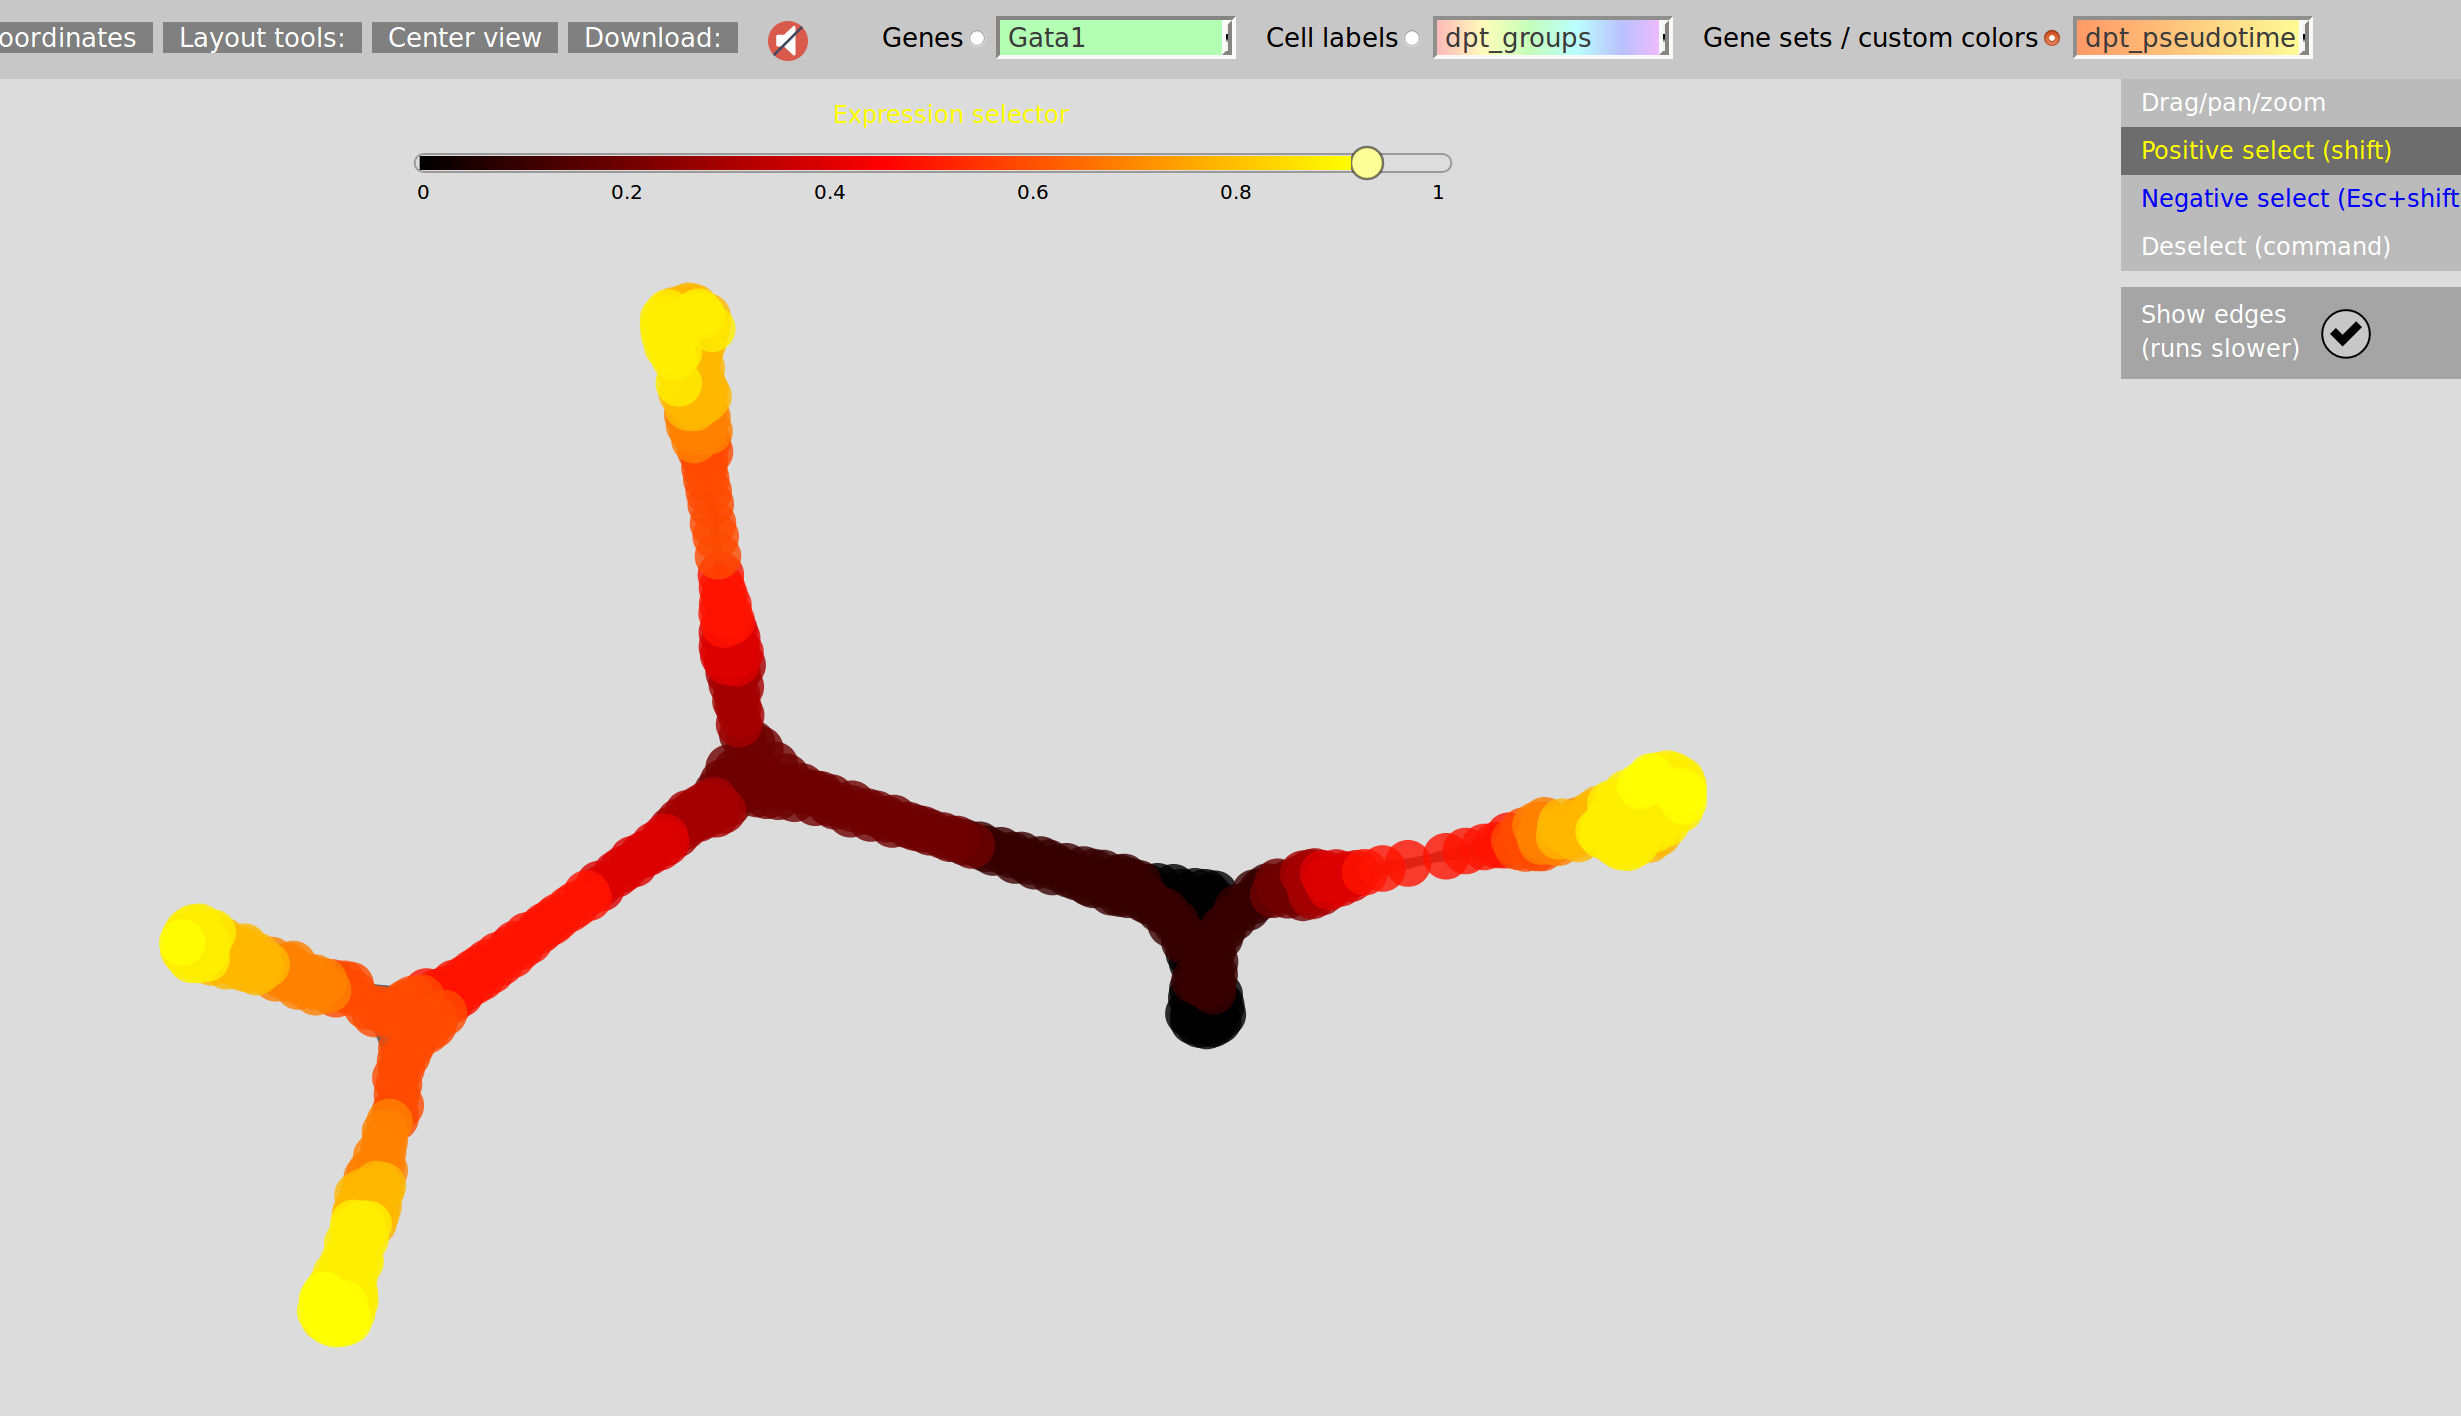 oordinates Layout tools: Center view Download: Genes Gata1 Cell labels dpt_groups Gene sets / custom colors dpt_pseudotime
Expression selector
0 0.2 0.4 0.6 0.8 1
Drag/pan/zoom
Positive select (shift)
Negative select (Esc+shift
Deselect (command)
Show edges
(runs slower)